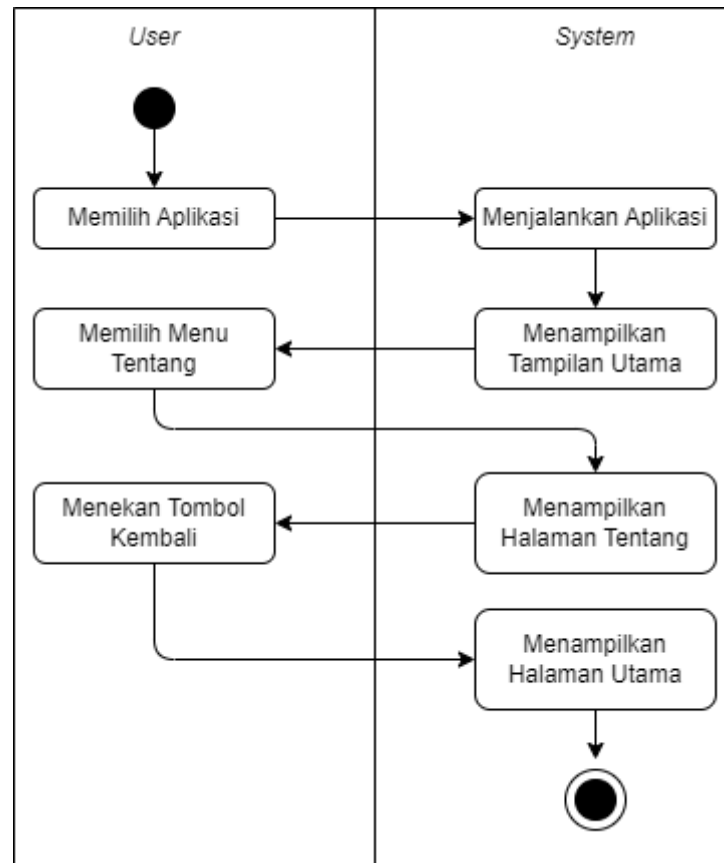 User
System
Memilih Aplikasi
Menjalankan Aplikasi
Menampilkan
Tampilan Utama
Memilih Menu
Tentang
Menampilkan
Halaman Tentang
Menekan Tombol
Kembali
Menampilkan
Halaman Utama